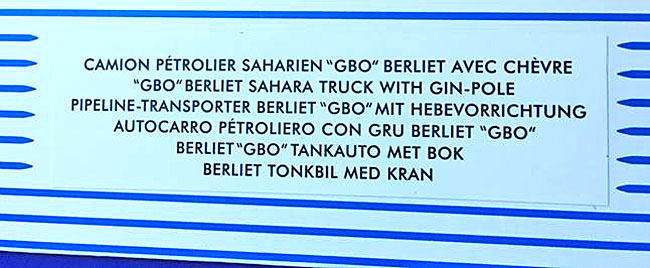 CAMION PÉTROLIER SAHARIEN "GBO" BERLIET AVEC CHÈVRE
"GBO" BERLIET SAHARA TRUCK WITH GIN-POLE
PIPELINE-TRANSPORTER BERLIET "GBO" MIT HEBEVORRICHTUNG
AUTOCARRO PÉTROLIERO CON GRU BERLIET "GBO"
BERLIET "GBO" TANKAUTO MET BOK
BERLIET TONKBIL MED KRAN